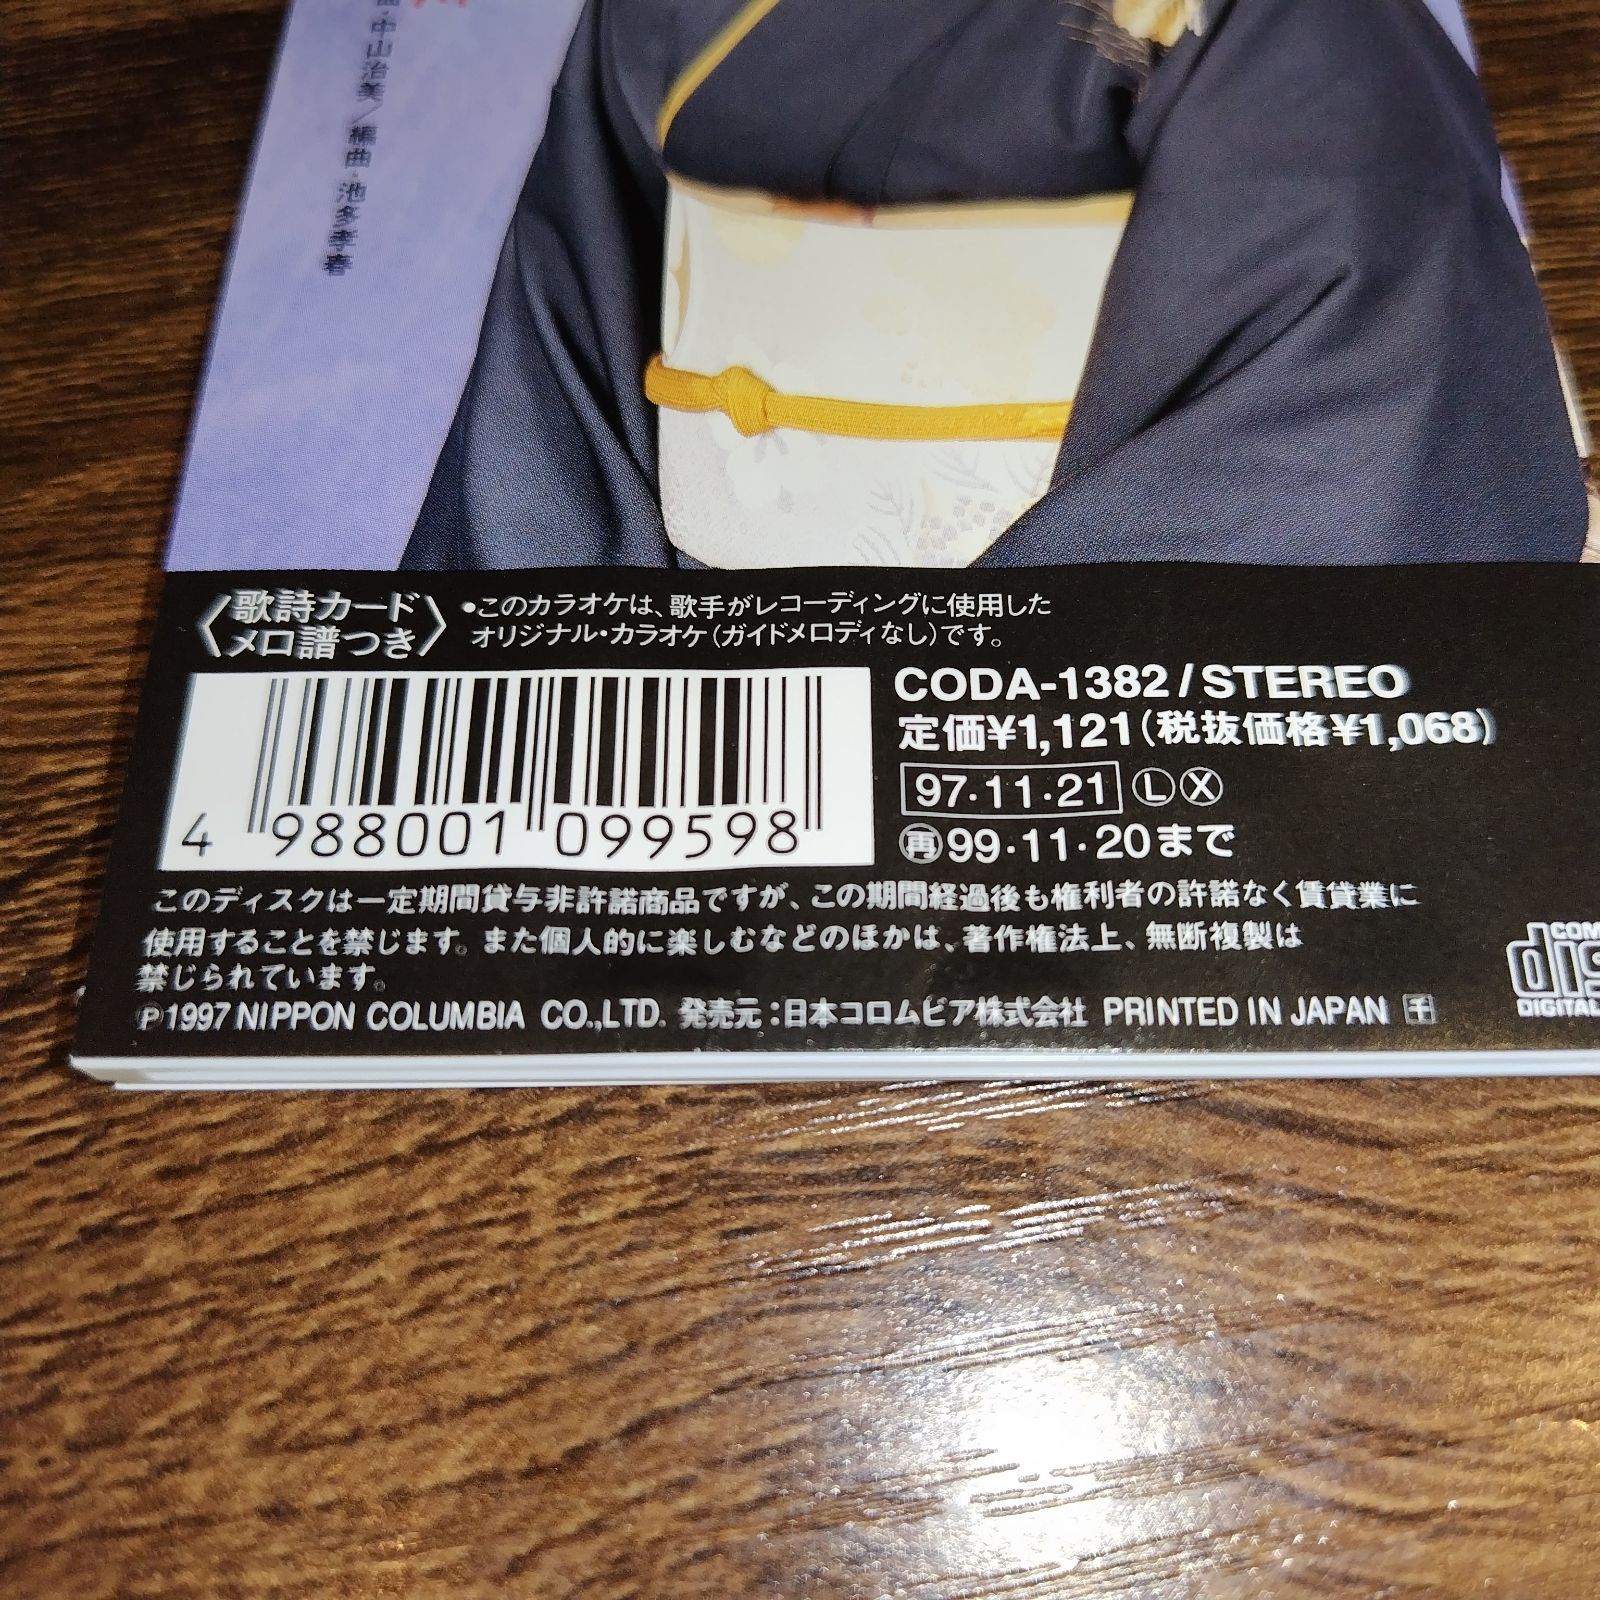 曲・中山治美／編曲・池多孝春
〈歌詩カード
メロ譜つき〉
•このカラオケは、歌手がレコーディングに使用した
オリジナル・カラオケ（ガイドメロディなし）です。
CODA-1382/STEREO
定価¥1,121（税抜価格¥1,068）
97・11・21 Ⓛ Ⓧ
㊢99・11・20まで
4 988001 099598
このディスクは一定期間貸与非許諾商品ですが、この期間経過後も権利者の許諾なく賃貸業に
使用することを禁じます。また個人的に楽しむなどのほかは、著作権法上、無断複製は
禁じられています。
Ⓟ1997 NIPPON COLUMBIA CO.,LTD. 発売元：日本コロムビア株式会社 PRINTED IN JAPAN 千
COM
dis
DIGITAL